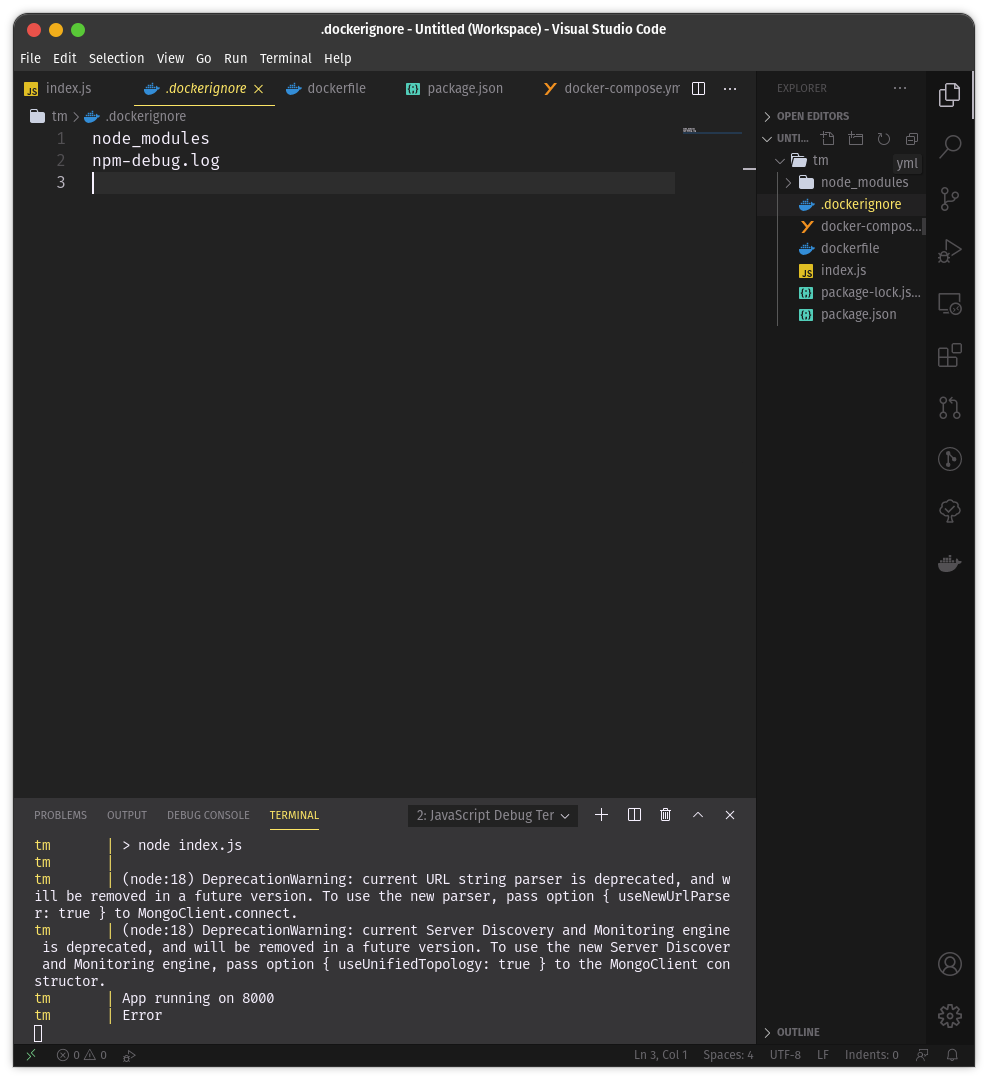 .dockerignore - Untitled (Workspace) - Visual Studio Code
File Edit Selection View Go Run Terminal Help
JS index.js .dockerignore dockerfile package.json docker-compose.ym
tm > .dockerignore
1 node_modules
2 npm-debug.log
3
EXPLORER
OPEN EDITORS
UNTI...
tm
yml
node_modules
.dockerignore
docker-compos...
dockerfile
JS index.js
package-lock.js...
package.json
OUTLINE
PROBLEMS OUTPUT DEBUG CONSOLE TERMINAL 2: JavaScript Debug Ter
tm | > node index.js
tm |
tm | (node:18) DeprecationWarning: current URL string parser is deprecated, and w
ill be removed in a future version. To use the new parser, pass option { useNewUrlParse
r: true } to MongoClient.connect.
tm | (node:18) DeprecationWarning: current Server Discovery and Monitoring engine
is deprecated, and will be removed in a future version. To use the new Server Discover
and Monitoring engine, pass option { useUnifiedTopology: true } to the MongoClient con
structor.
tm | App running on 8000
tm | Error
0 0 Ln 3, Col 1 Spaces: 4 UTF-8 LF Indents: 0